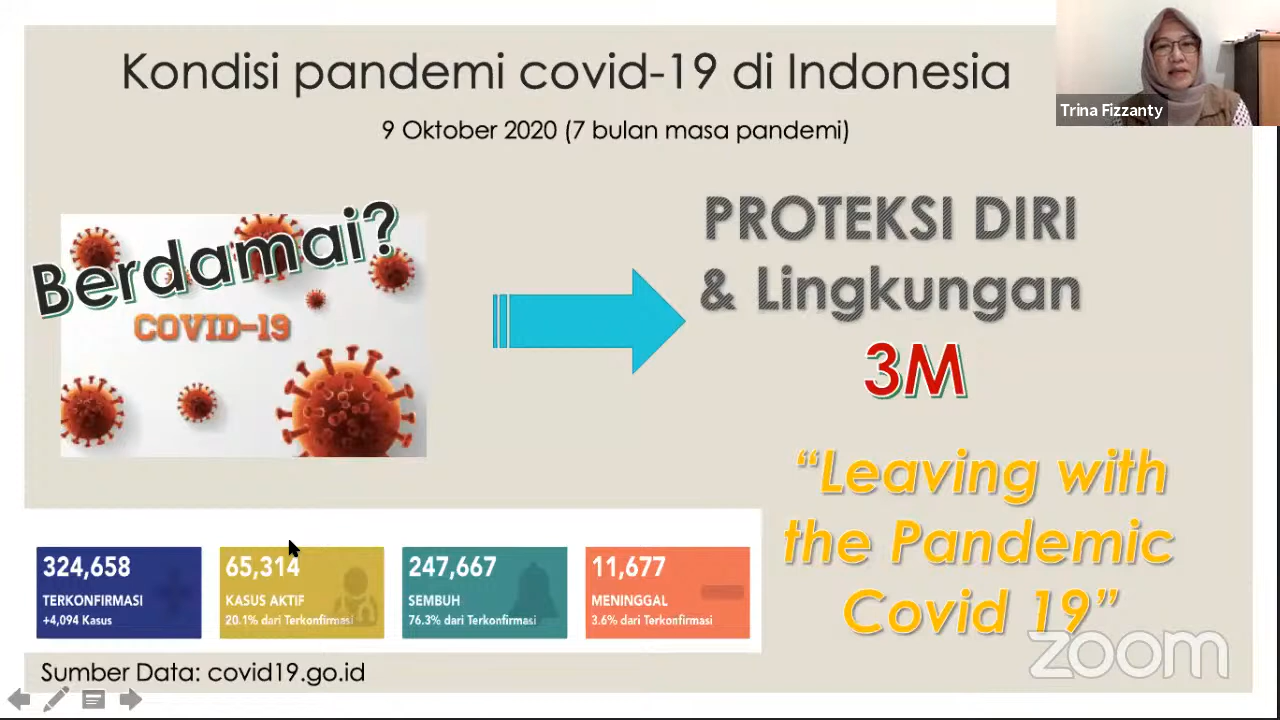 Kondisi pandemi covid-19 di Indonesia
9 Oktober 2020 (7 bulan masa pandemi)
Trina Fizzanty
Berdamai?
COVID-19
PROTEKSI DIRI
& Lingkungan
3M
“Leaving with
the Pandemic
Covid 19”
324,658
TERKONFIRMASI
+4,094 Kasus
65,314
KASUS AKTIF
20.1% dari Terkonfirmasi
247,667
SEMBUH
76.3% dari Terkonfirmasi
11,677
MENINGGAL
3.6% dari Terkonfirmasi
Sumber Data: covid19.go.id
zoom